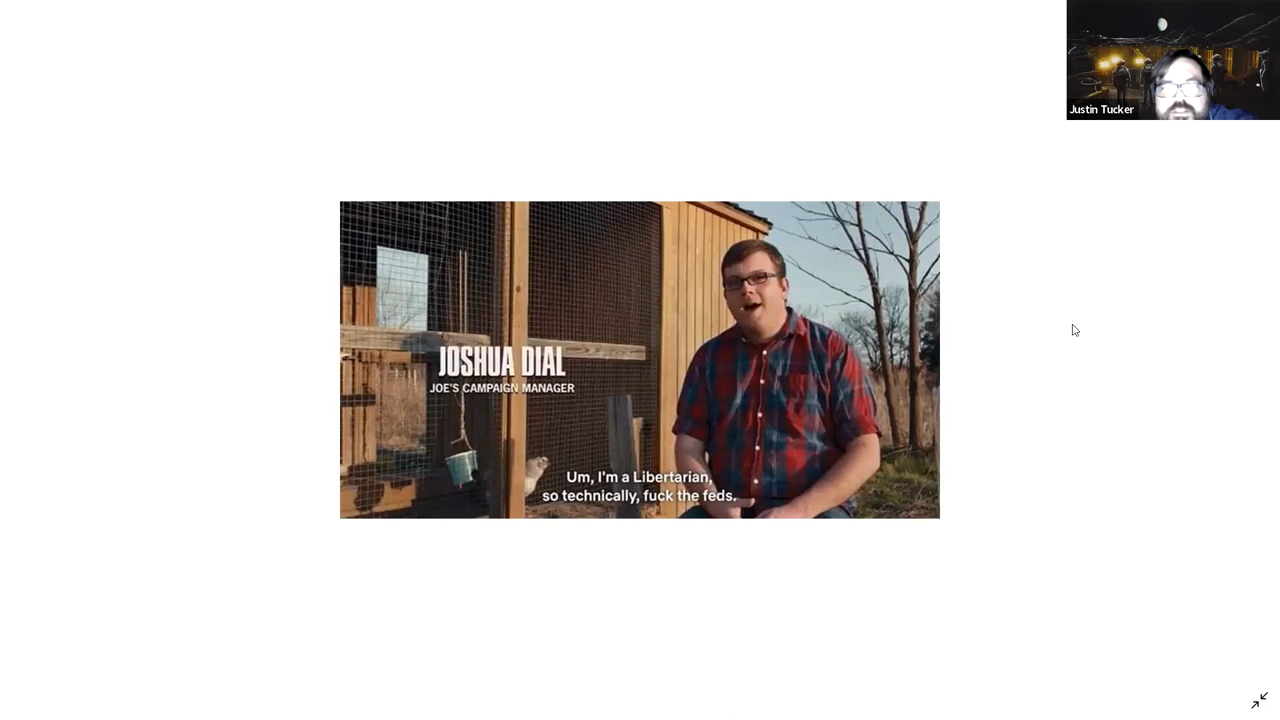 Justin Tucker
JOSHUA DIAL
JOE'S CAMPAIGN MANAGER
Um, I'm a Libertarian,
so technically, fuck the feds.